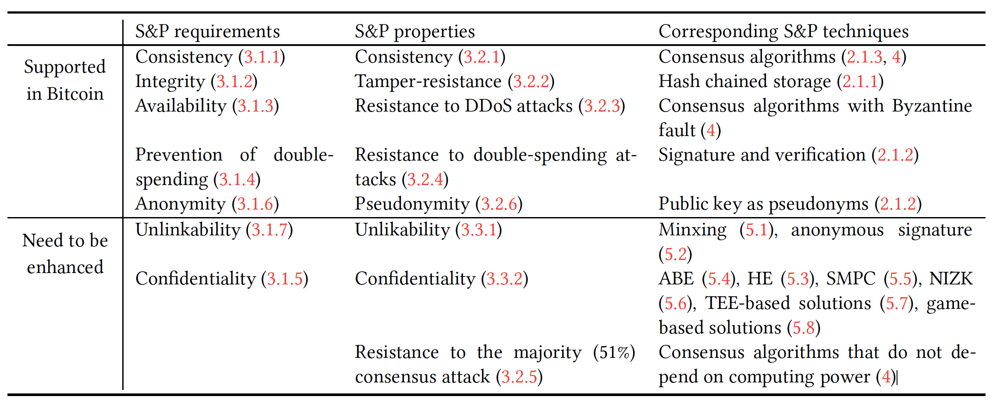 S&P requirements S&P properties Corresponding S&P techniques
Supported in Bitcoin
Consistency (3.1.1) Consistency (3.2.1) Consensus algorithms (2.1.3, 4)
Integrity (3.1.2) Tamper-resistance (3.2.2) Hash chained storage (2.1.1)
Availability (3.1.3) Resistance to DDoS attacks (3.2.3) Consensus algorithms with Byzantine
fault (4)
Prevention of double- Resistance to double-spending at- Signature and verification (2.1.2)
spending (3.1.4) tacks (3.2.4)
Anonymity (3.1.6) Pseudonymity (3.2.6) Public key as pseudonyms (2.1.2)
Need to be enhanced
Unlinkability (3.1.7) Unlikability (3.3.1) Minxing (5.1), anonymous signature
(5.2)
Confidentiality (3.1.5) Confidentiality (3.3.2) ABE (5.4), HE (5.3), SMPC (5.5), NIZK
(5.6), TEE-based solutions (5.7), game-
based solutions (5.8)
Resistance to the majority (51%) Consensus algorithms that do not de-
consensus attack (3.2.5) pend on computing power (4)